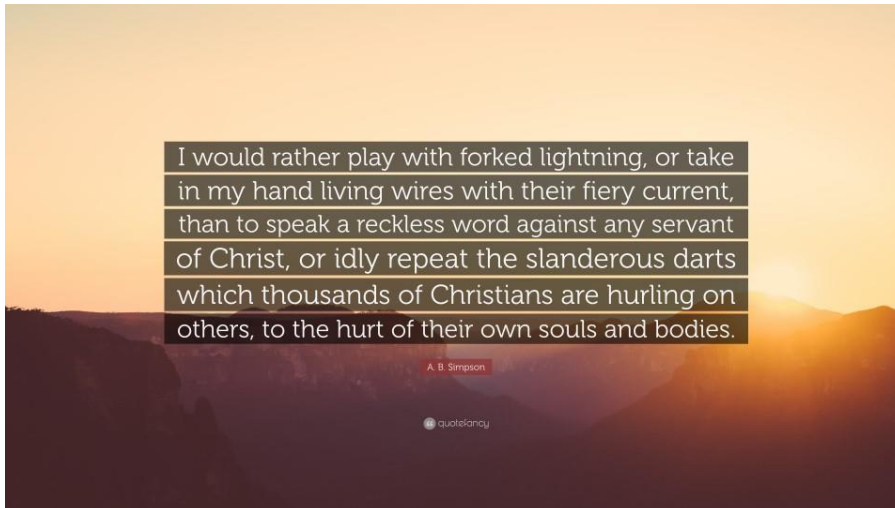 I would rather play with forked lightning, or take
in my hand living wires with their fiery current,
than to speak a reckless word against any servant
of Christ, or idly repeat the slanderous darts
which thousands of Christians are hurling on
others, to the hurt of their own souls and bodies.
A. B. Simpson
quotefancy